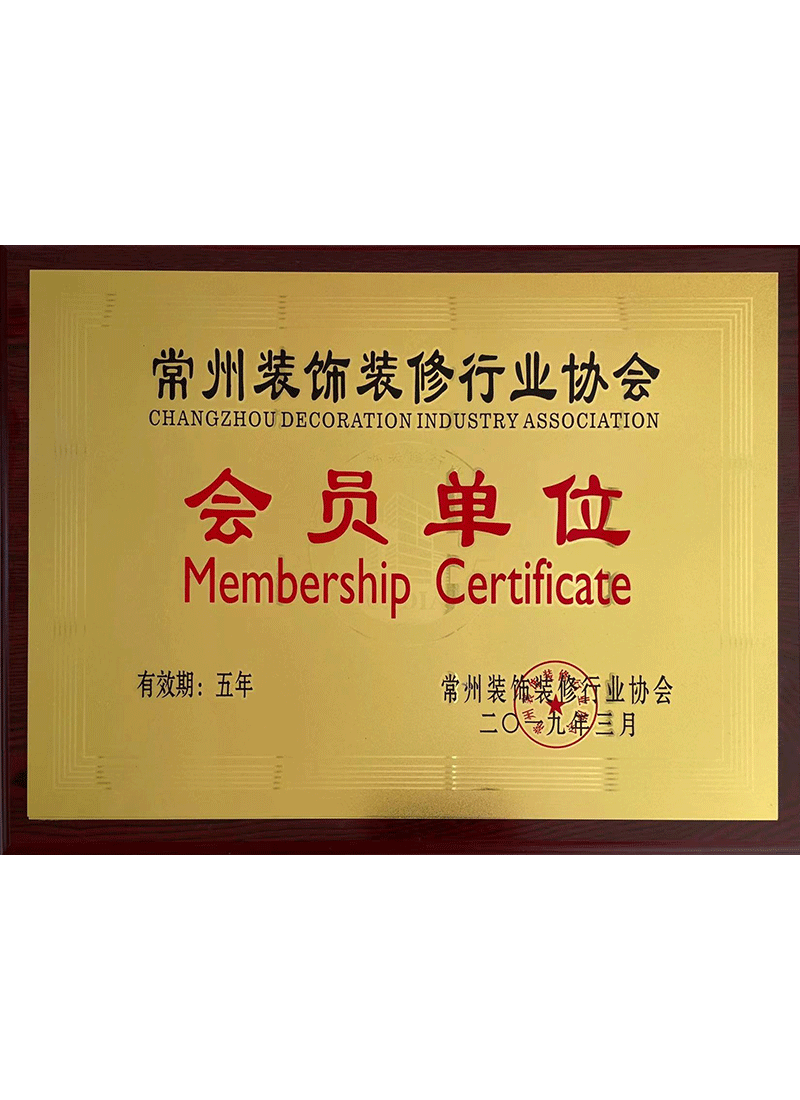 常州装饰装修行业协会
CHANGZHOU DECORATION INDUSTRY ASSOCIATION
会员单位
Membership Certificate
有效期：五年
常州装饰装修行业协会
二〇一九年三月